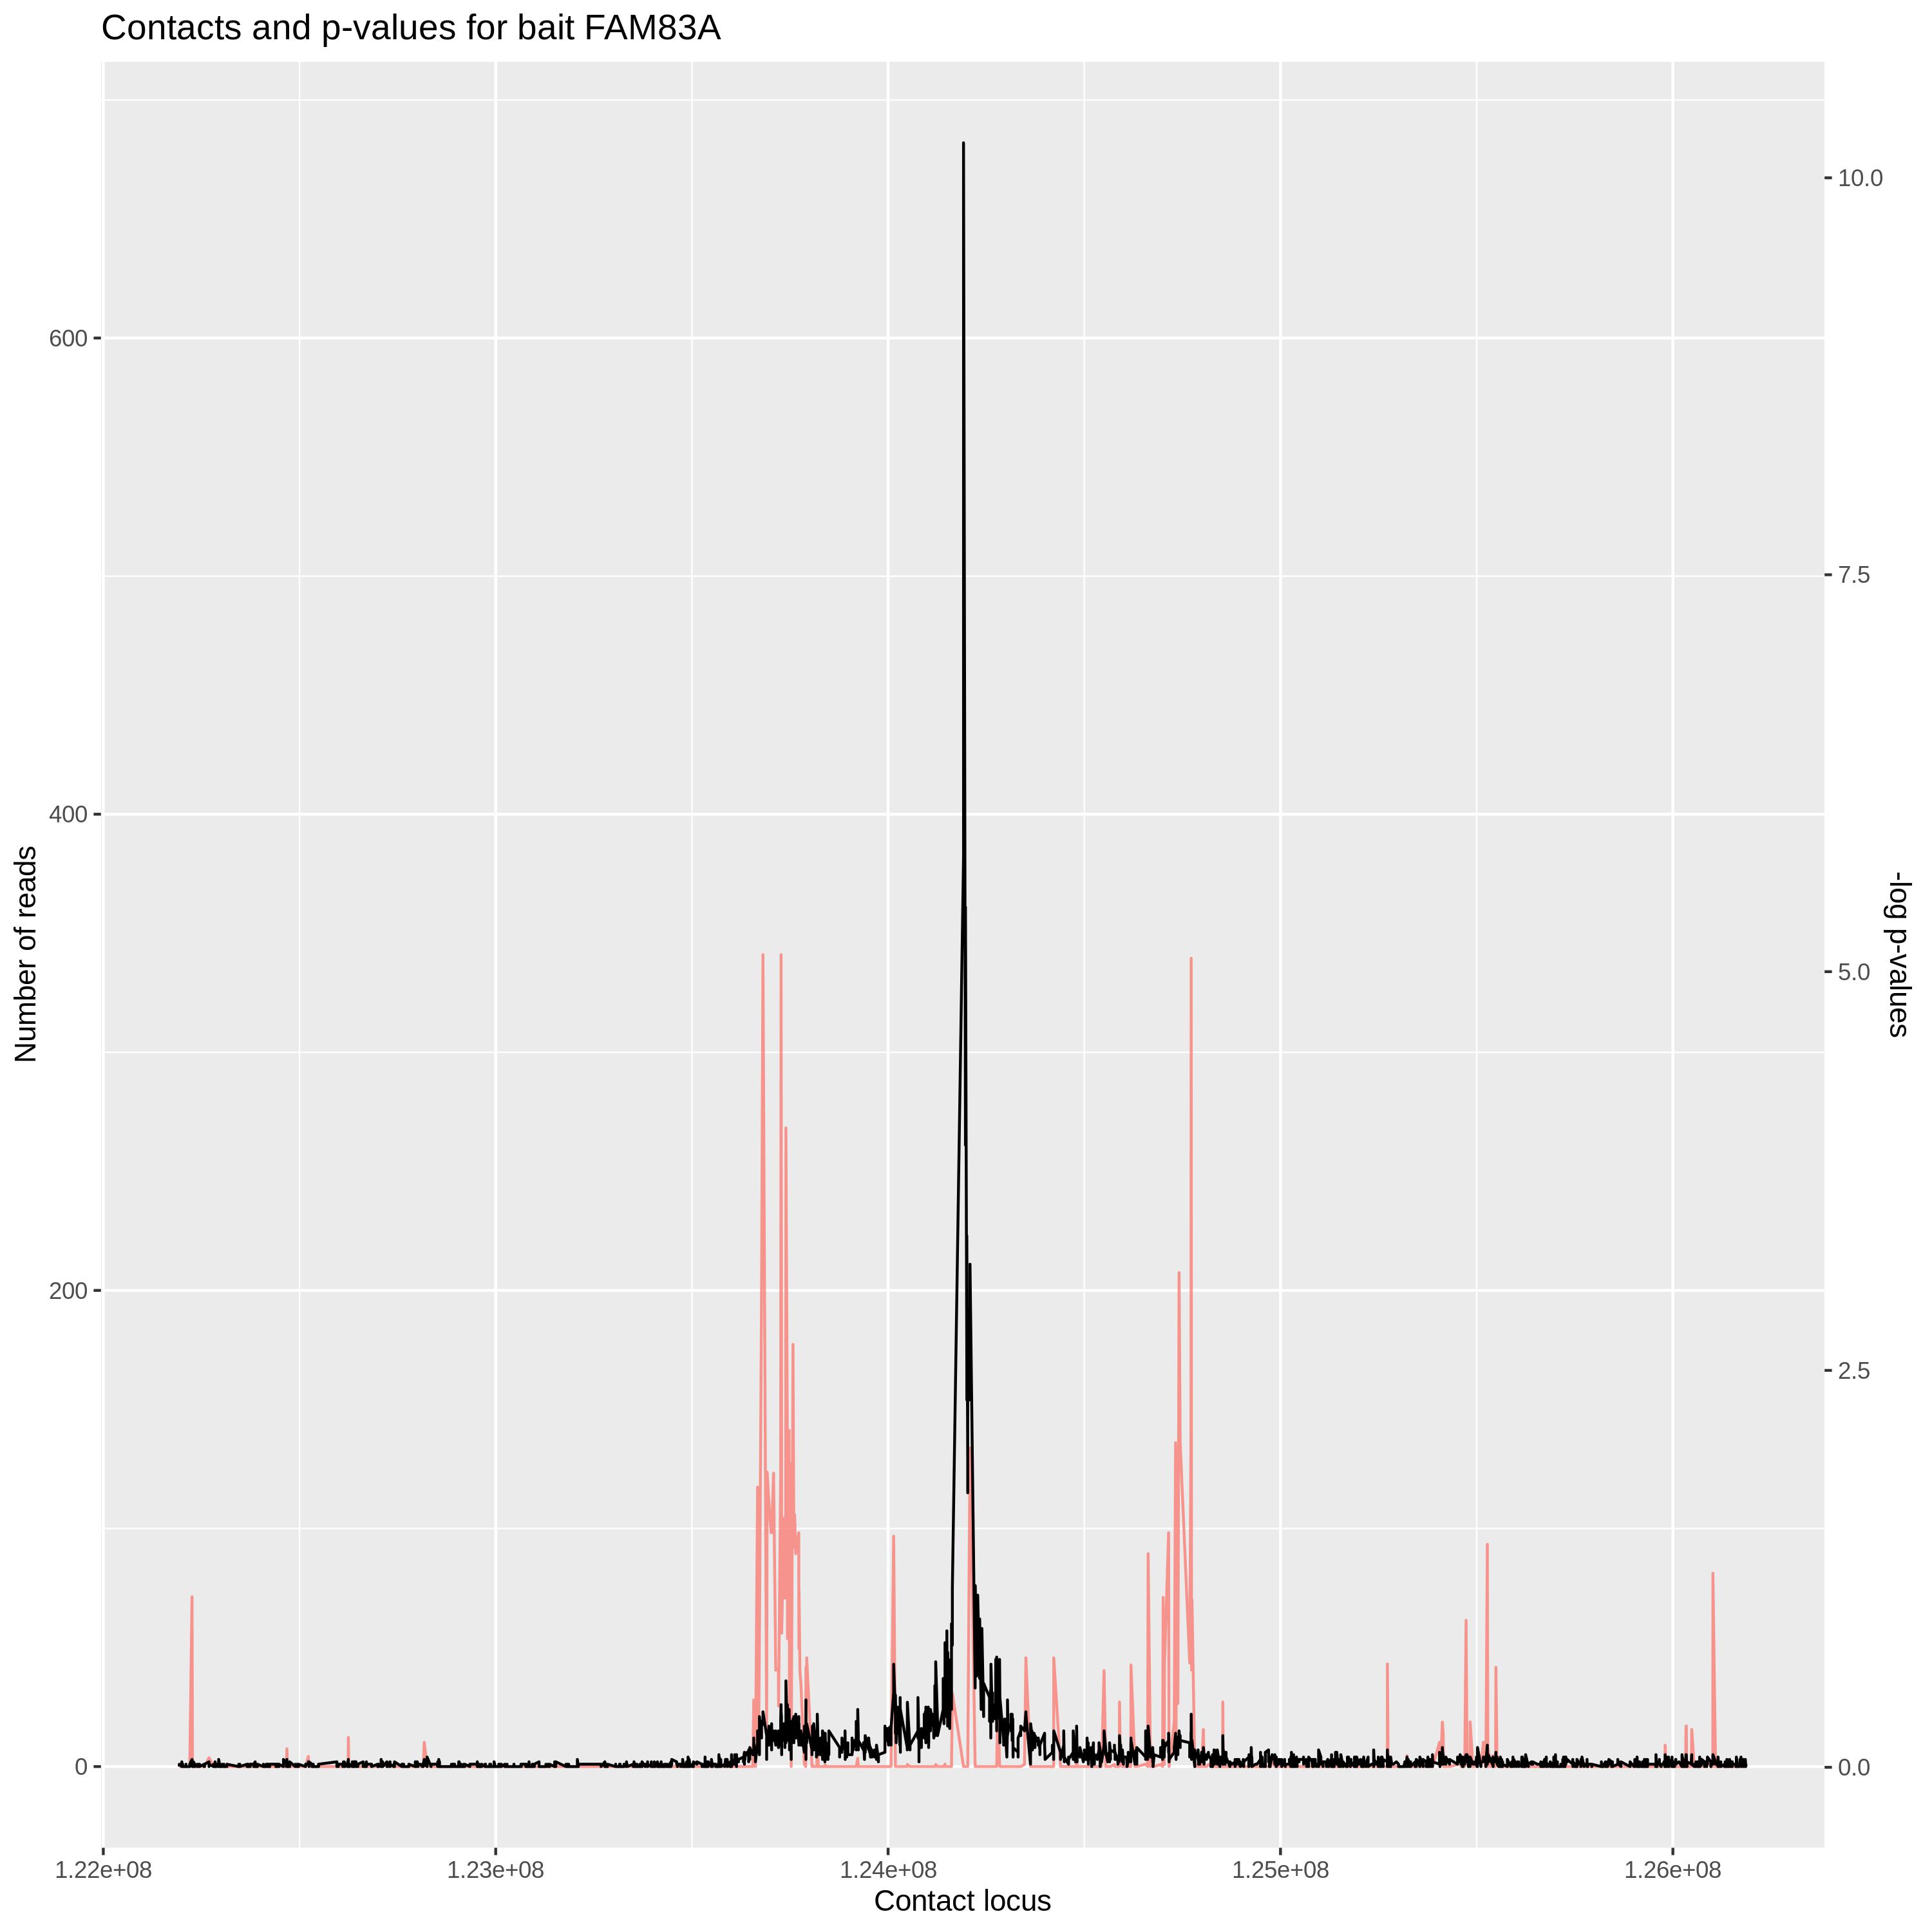 Contacts and p-values for bait FAM83A
Number of reads
600
400
200
0
10.0
7.5
5.0
2.5
0.0
-log p-values
1.22e+08 1.23e+08 1.24e+08 1.25e+08 1.26e+08
Contact locus